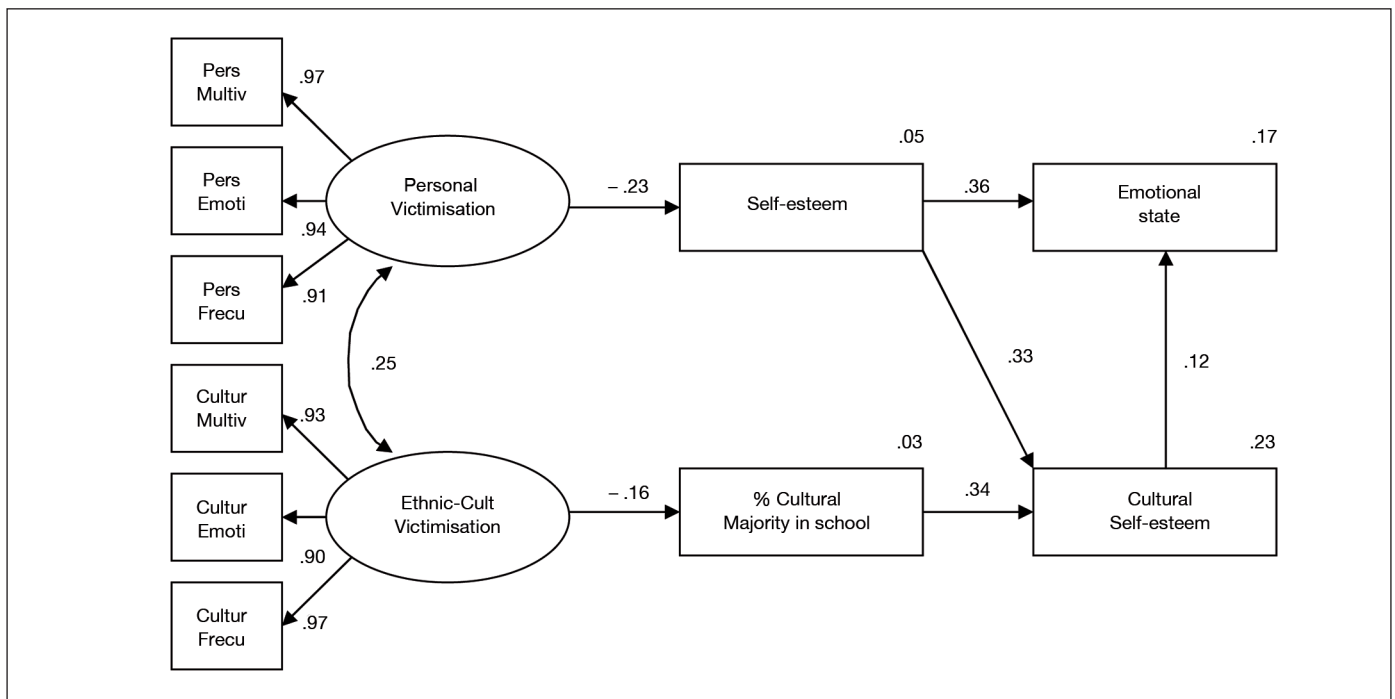 Pers
Multiv
.97
Pers
Emoti
.94
Pers
Frecu
.91
Personal
Victimisation
– .23
.05
Self-esteem
.36
.17
Emotional
state
.25
.33
.12
Cultur
Multiv
.93
Cultur
Emoti
.90
Cultur
Frecu
.97
Ethnic-Cult
Victimisation
– .16
.03
% Cultural
Majority in school
.34
.23
Cultural
Self-esteem